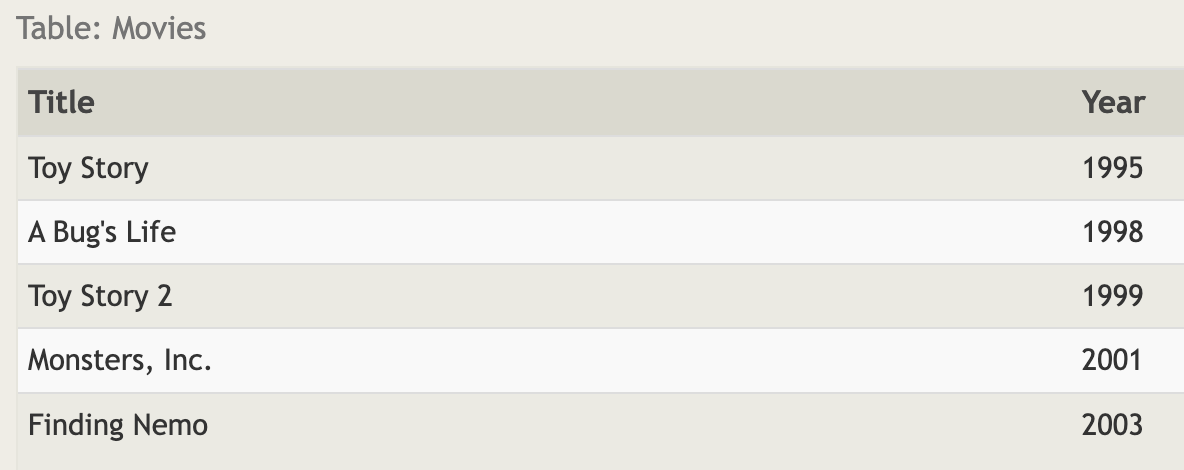 Table: Movies
Title Year
Toy Story 1995
A Bug's Life 1998
Toy Story 2 1999
Monsters, Inc. 2001
Finding Nemo 2003